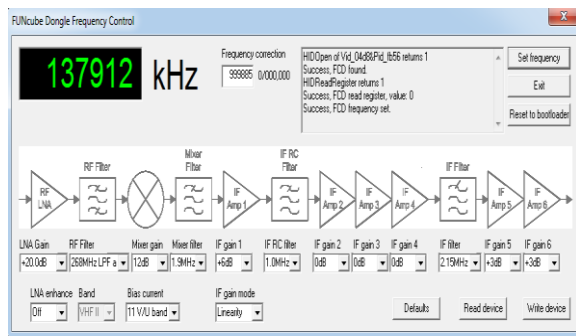 FUNcube Dongle Frequency Control
137912 kHz
Frequency correction
999885 0/000,000
HIDOpen of Vid_04d8&Pid_fb56 returns 1
Success, FCD found.
HIDReadRegister returns 1
Success, FCD read register, value: 0
Success, FCD frequency set.
Set frequency
Exit
Reset to bootloader
RF Filter
Mixer Filter
IF RC Filter
IF Filter
RF LNA
IF Amp 1
IF Amp 2
IF Amp 3
IF Amp 4
IF Amp 5
IF Amp 6
LNA Gain RF Filter Mixer gain Mixer filter IF gain 1 IF RC filter IF gain 2 IF gain 3 IF gain 4 IF filter IF gain 5 IF gain 6
+20.0dB 268MHz LPF a 12dB 1.9MHz +6dB 1.0MHz 0dB 0dB 0dB 2.15MHz +3dB +3dB
LNA enhance Band Bias current IF gain mode
Off VHF II 11 V/U band Linearity
Defaults Read device Write device